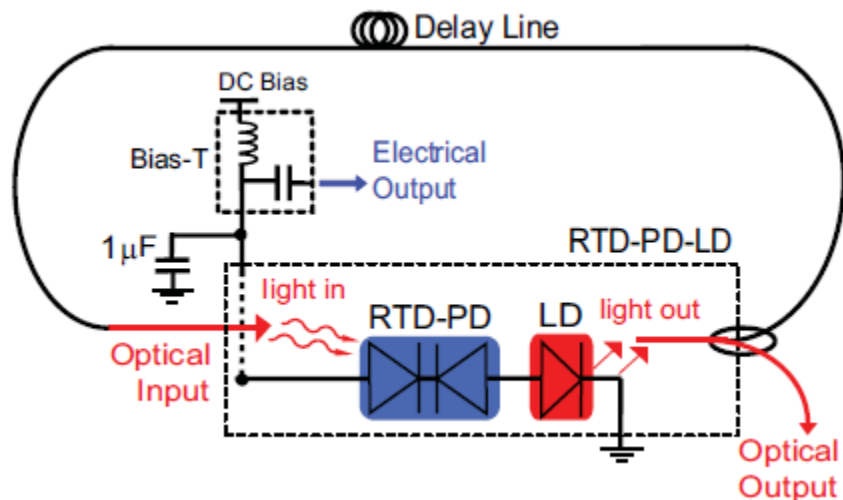 Delay Line
DC Bias
Bias-T
Electrical
Output
1μF
RTD-PD-LD
light in
RTD-PD
LD
light out
Optical
Input
Optical
Output